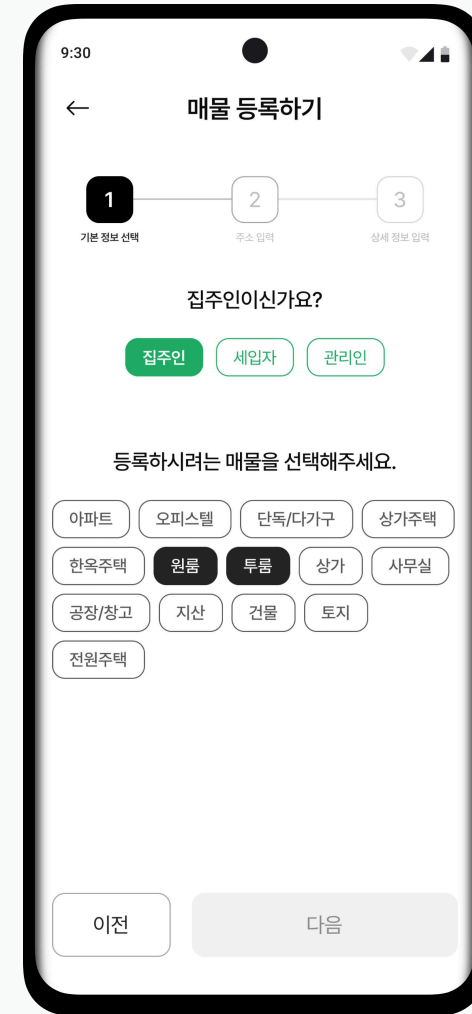 9:30
매물 등록하기
1 2 3
기본 정보 선택 주소 입력 상세 정보 입력
집주인이신가요?
집주인 세입자 관리인
등록하시려는 매물을 선택해주세요.
아파트 오피스텔 단독/다가구 상가주택
한옥주택 원룸 투룸 상가 사무실
공장/창고 지산 건물 토지
전원주택
이전 다음